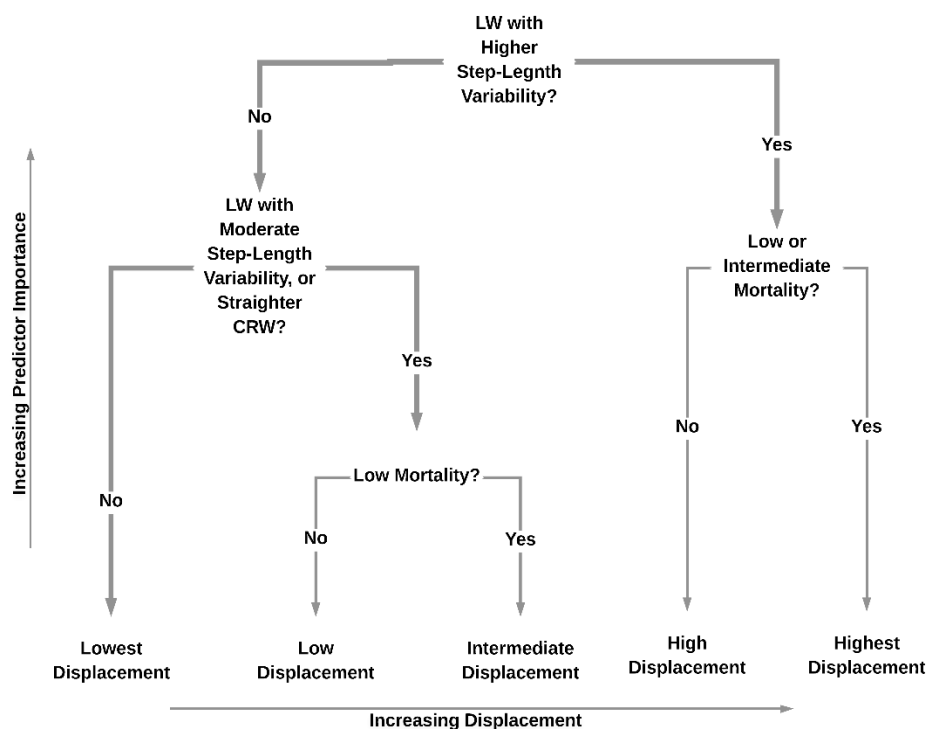 LW with
Higher
Step-Legnth
Variability?
No
Yes
LW with
Moderate
Step-Length
Variability, or
Straighter
CRW?
Low or
Intermediate
Mortality?
Increasing Predictor Importance
Yes
No
Yes
Low Mortality?
No
No
Yes
Lowest
Displacement
Low
Displacement
Intermediate
Displacement
High
Displacement
Highest
Displacement
Increasing Displacement